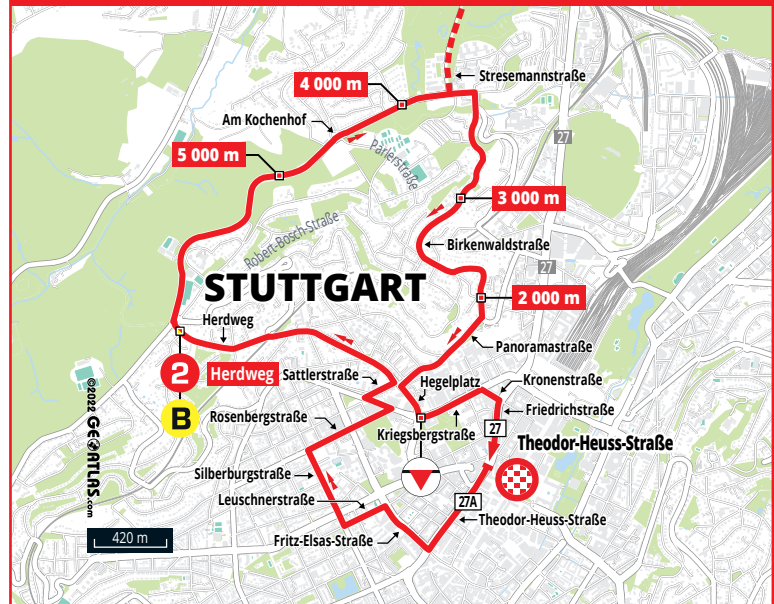 Stresemannstraße
4 000 m
Am Kochenhof
27
Parlerstraße
5 000 m
3 000 m
Robert-Bosch-Straße
Birkenwaldstraße
27
STUTTGART
2 000 m
Herdweg
Panoramastraße
2
Herdweg
Sattlerstraße
Hegelplatz
Kronenstraße
©2022 GEOATLAS.com
B
Rosenbergstraße
Friedrichstraße
Kriegsbergstraße
27
Theodor-Heuss-Straße
Silberburgstraße
Leuschnerstraße
27A
Theodor-Heuss-Straße
420 m
Fritz-Elsas-Straße